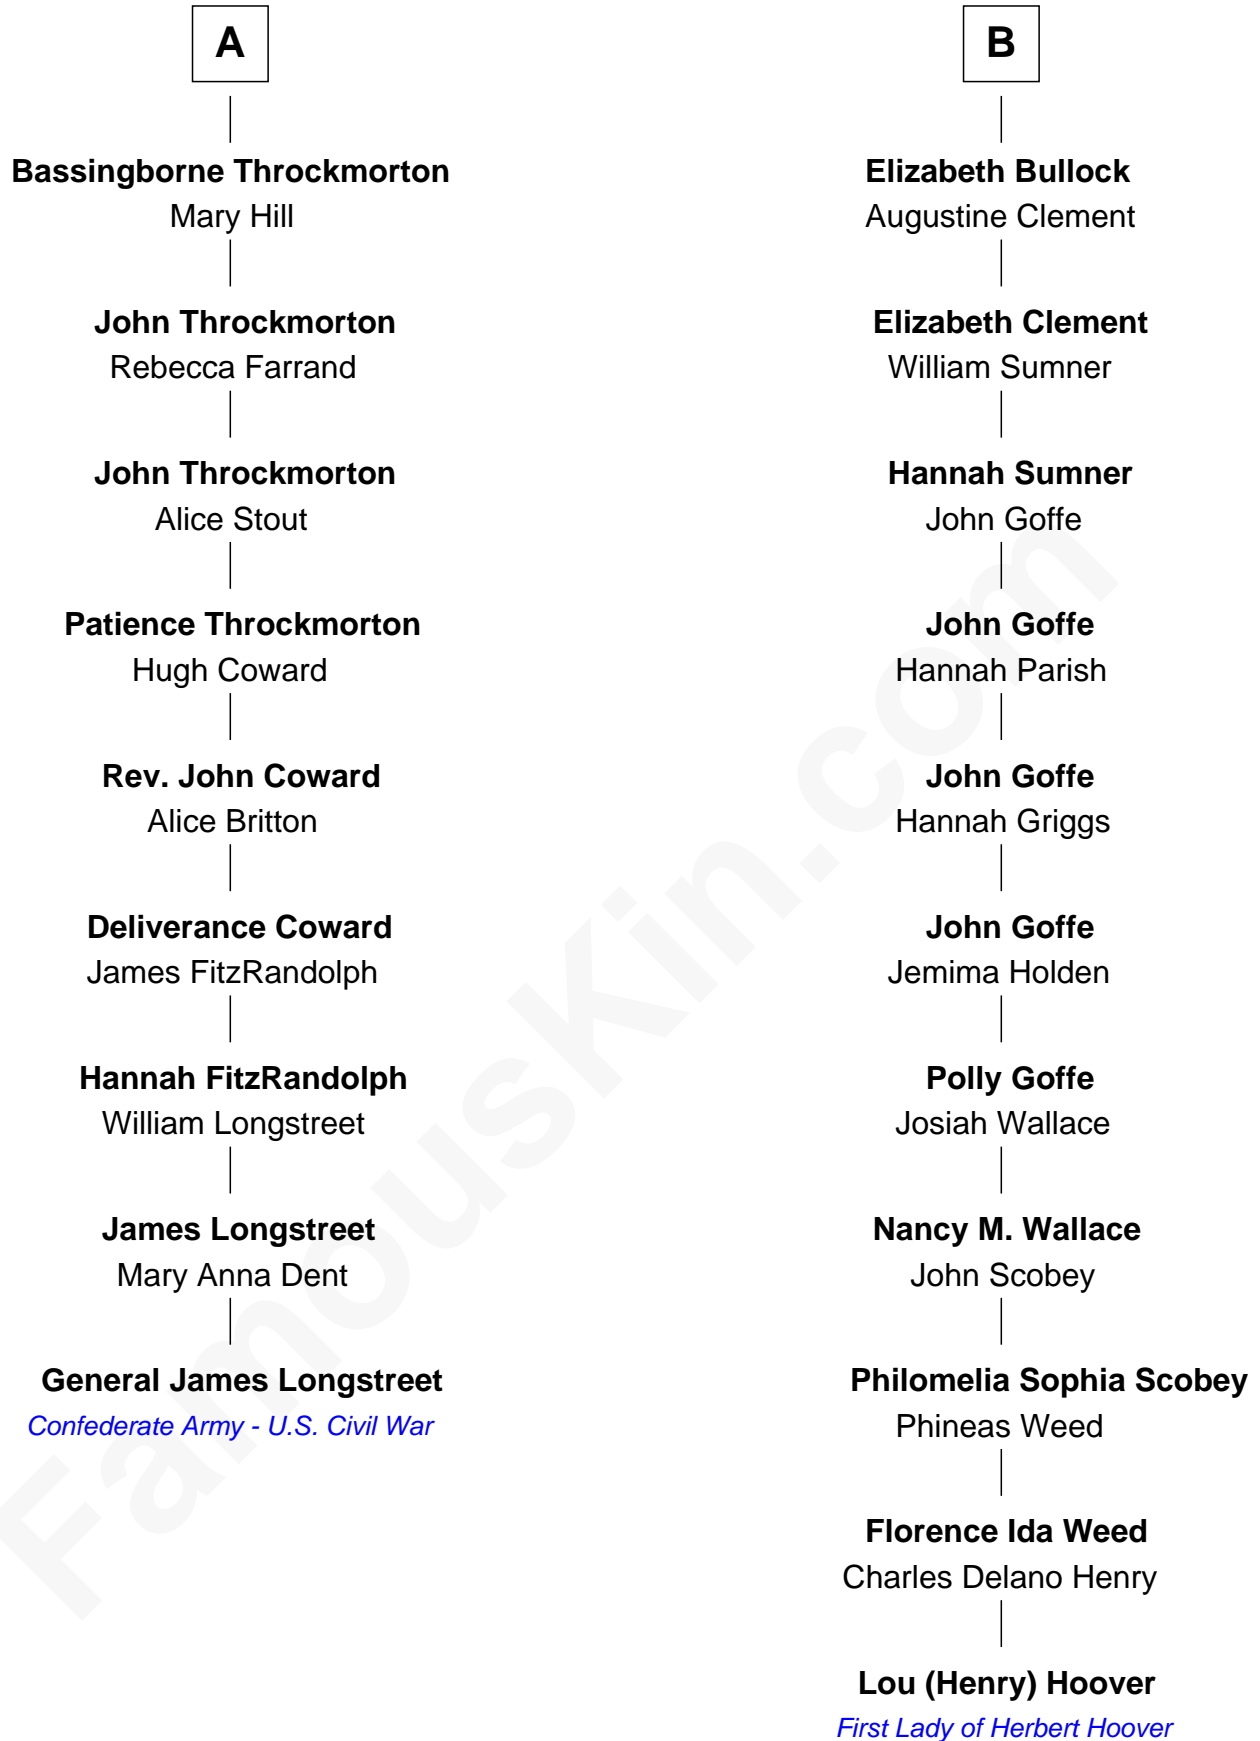 A
Bassingborne Throckmorton
Mary Hill
John Throckmorton
Rebecca Farrand
John Throckmorton
Alice Stout
Patience Throckmorton
Hugh Coward
Rev. John Coward
Alice Britton
Deliverance Coward
James FitzRandolph
Hannah FitzRandolph
William Longstreet
James Longstreet
Mary Anna Dent
General James Longstreet
Confederate Army - U.S. Civil War
B
Elizabeth Bullock
Augustine Clement
Elizabeth Clement
William Sumner
Hannah Sumner
John Goffe
John Goffe
Hannah Parish
John Goffe
Hannah Griggs
John Goffe
Jemima Holden
Polly Goffe
Josiah Wallace
Nancy M. Wallace
John Scobey
Philomelia Sophia Scobey
Phineas Weed
Florence Ida Weed
Charles Delano Henry
Lou (Henry) Hoover
First Lady of Herbert Hoover
FamousKin.com